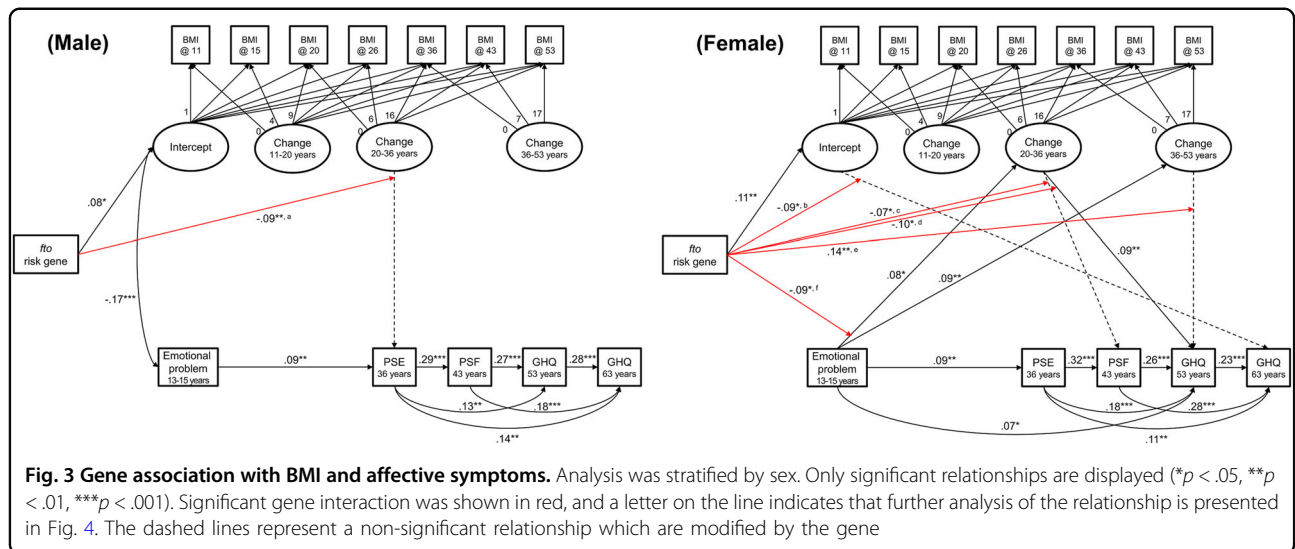 (Male)
BMI
@ 11
BMI
@ 15
BMI
@ 20
BMI
@ 26
BMI
@ 36
BMI
@ 43
BMI
@ 53
1
0
4
9
0
6
16
0
7
17
Intercept
Change
11-20 years
Change
20-36 years
Change
36-53 years
.08*
-.09**, a
fto
risk gene
-.17***
Emotional
problem
13-15 years
.09**
PSE
36 years
.29***
PSF
43 years
.27***
GHQ
53 years
.28***
GHQ
63 years
.13**
.18***
.14**
(Female)
BMI
@ 11
BMI
@ 15
BMI
@ 20
BMI
@ 26
BMI
@ 36
BMI
@ 43
BMI
@ 53
1
0
4
9
0
6
16
0
7
17
Intercept
Change
11-20 years
Change
20-36 years
Change
36-53 years
.11**
-.09*, b
-.07*, c
-.10*, d
.14**, e
-.09*, f
.08*
.09**
.09**
fto
risk gene
Emotional
problem
13-15 years
.09**
PSE
36 years
.32***
PSF
43 years
.26***
GHQ
53 years
.23***
GHQ
63 years
.18***
.28***
.07*
.11**
Fig. 3 Gene association with BMI and affective symptoms. Analysis was stratified by sex. Only significant relationships are displayed (*p < .05, **p
< .01, ***p < .001). Significant gene interaction was shown in red, and a letter on the line indicates that further analysis of the relationship is presented
in Fig. 4. The dashed lines represent a non-significant relationship which are modified by the gene